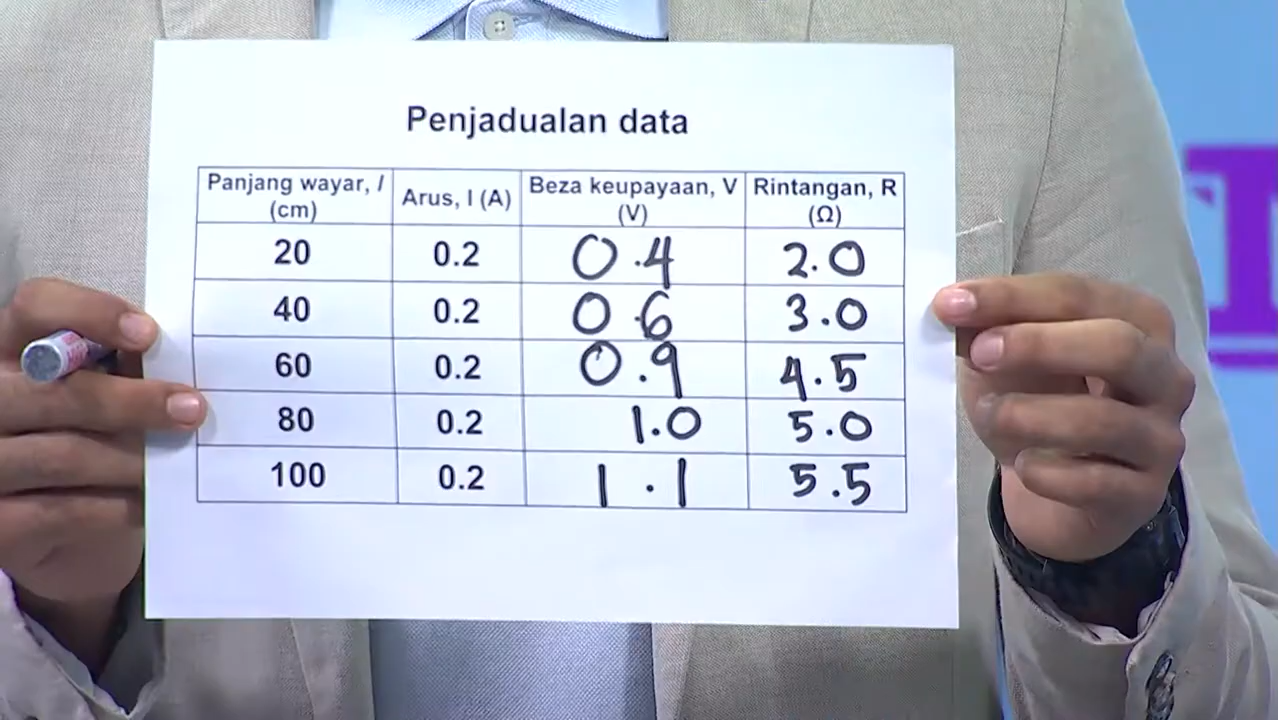 Penjadualan data
Panjang wayar, l (cm) Arus, I (A) Beza keupayaan, V (V) Rintangan, R (Ω)
20 0.2 0.4 2.0
40 0.2 0.6 3.0
60 0.2 0.9 4.5
80 0.2 1.0 5.0
100 0.2 1.1 5.5